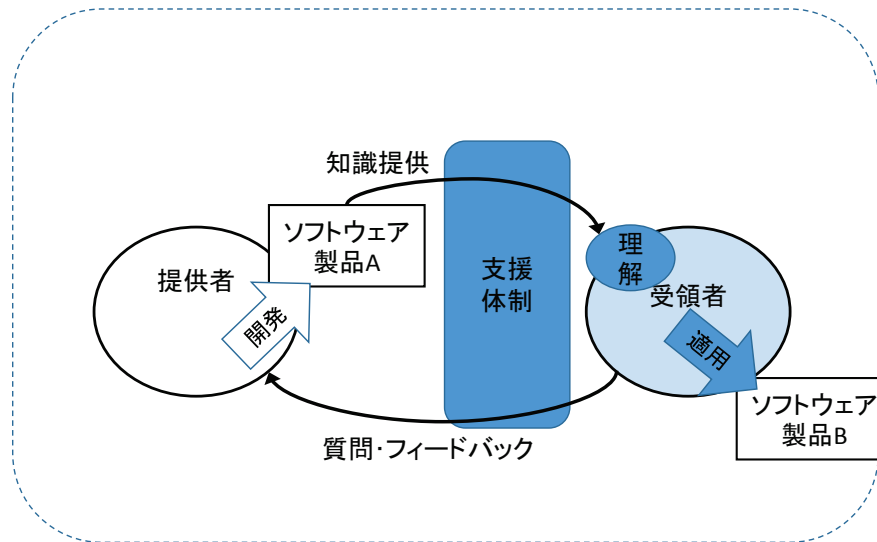 知識提供
ソフトウェア
製品A
提供者
開発
支援
体制
理
解
受領者
適用
ソフトウェア
製品B
質問・フィードバック